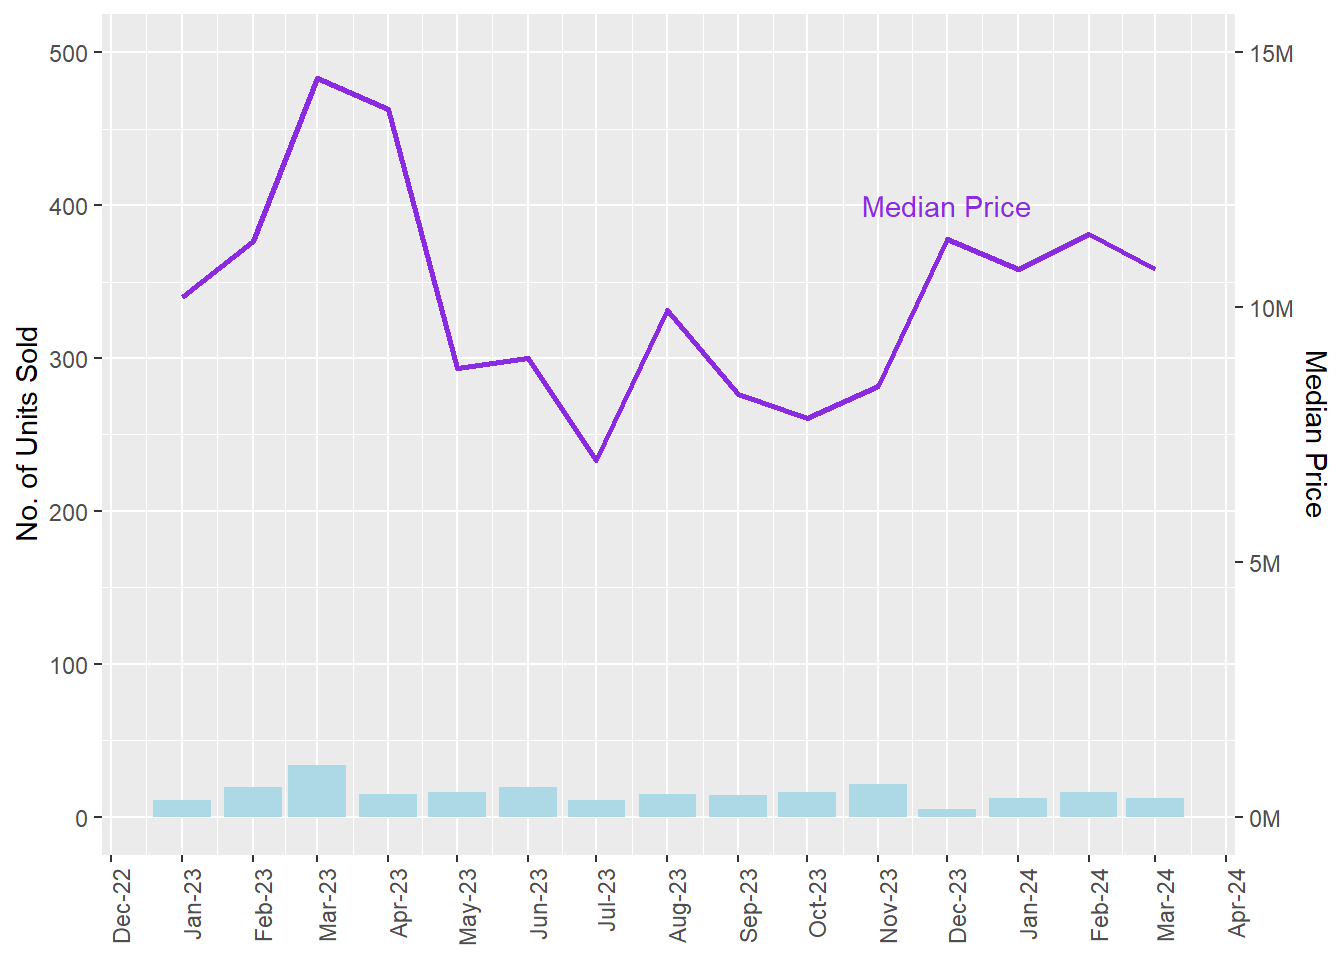 No. of Units Sold
500
400
300
200
100
0
Median Price
15M
10M
5M
0M
Median Price
Dec-22
Jan-23
Feb-23
Mar-23
Apr-23
May-23
Jun-23
Jul-23
Aug-23
Sep-23
Oct-23
Nov-23
Dec-23
Jan-24
Feb-24
Mar-24
Apr-24